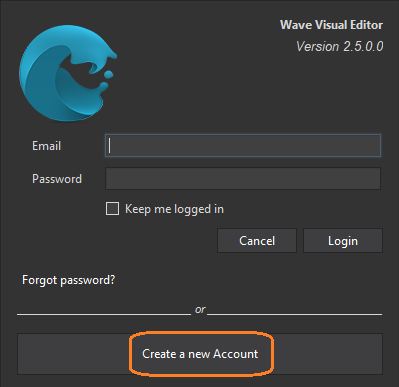 Wave Visual Editor
Version 2.5.0.0
Email
Password
Keep me logged in
Cancel Login
Forgot password?
or
Create a new Account